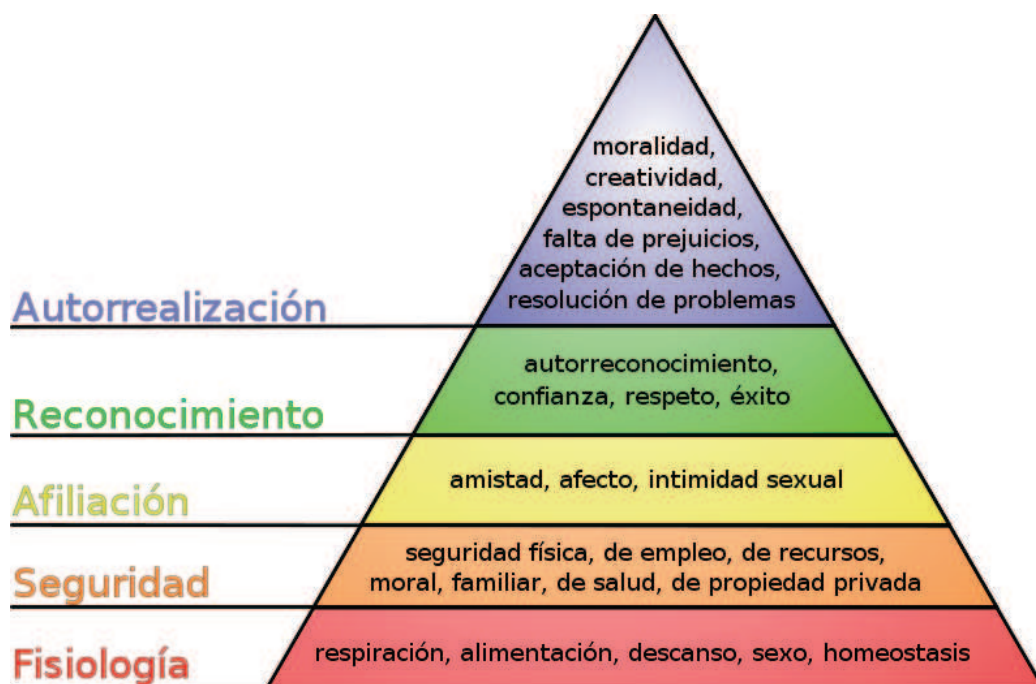 moralidad,
creatividad,
espontaneidad,
falta de prejuicios,
aceptación de hechos,
resolución de problemas
Autorrealización
autorreconocimiento,
confianza, respeto, éxito
Reconocimiento
amistad, afecto, intimidad sexual
Afiliación
seguridad física, de empleo, de recursos,
moral, familiar, de salud, de propiedad privada
Seguridad
respiración, alimentación, descanso, sexo, homeostasis
Fisiología